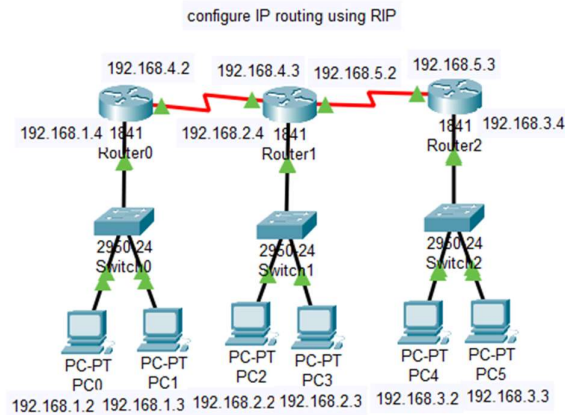 configure IP routing using RIP
192.168.4.2
192.168.4.3
192.168.5.2
192.168.5.3
192.168.1.4
1841
Router0
192.168.2.4
1841
Router1
1841
Router2
192.168.3.4
2950-24
Switch0
2950-24
Switch1
2950-24
Switch2
PC-PT
PC0
PC-PT
PC1
PC-PT
PC2
PC-PT
PC3
PC-PT
PC4
PC-PT
PC5
192.168.1.2 192.168.1.3 192.168.2.2 192.168.2.3 192.168.3.2 192.168.3.3